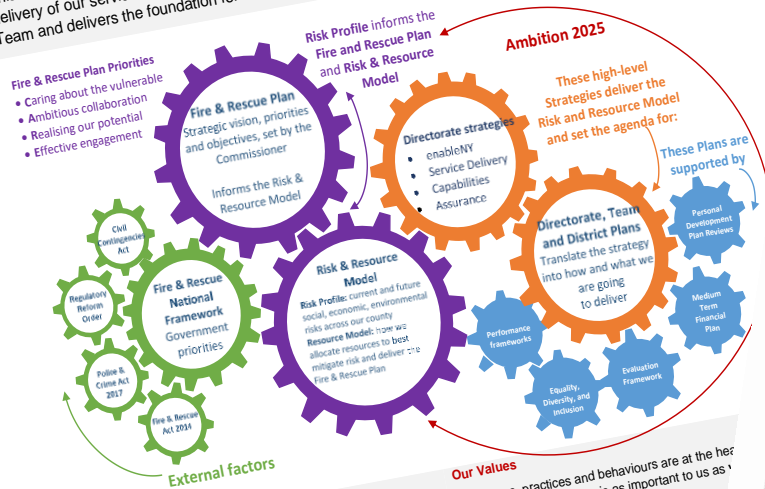 elivery of our serv
Team and delivers the foundation for
Fire & Rescue Plan Priorities
• Caring about the vulnerable
• Ambitious collaboration
• Realising our potential
• Effective engagement
Fire & Rescue Plan
Strategic vision, priorities
and objectives, set by the
Commissioner
Informs the Risk &
Resource Model
Risk Profile informs the
Fire and Rescue Plan
and Risk & Resource
Model
Ambition 2025
Directorate strategies
• enableNY
• Service Delivery
• Capabilities
• Assurance
These high-level
Strategies deliver the
Risk and Resource Model
and set the agenda for:
These Plans are
supported by
Directorate, Team
and District Plans
Translate the strategy
into how and what we
are going
to deliver
Personal
Development
Plan Reviews
Medium
Term
Financial
Plan
Evaluation
Framework
Equality,
Diversity, and
Inclusion
Performance
frameworks
Risk & Resource
Model
Risk Profile: current and future
social, economic, environmental
risks across our county
Resource Model: how we
allocate resources to best
mitigate risk and deliver the
Fire & Rescue Plan
Fire & Rescue
National
Framework
Government
priorities
Civil
Contingencies
Act
Regulatory
Reform
Order
Police &
Crime Act
2017
Fire & Rescue
Act 2014
External factors
Our Values
practices and behaviours are at the hea
as important to us as